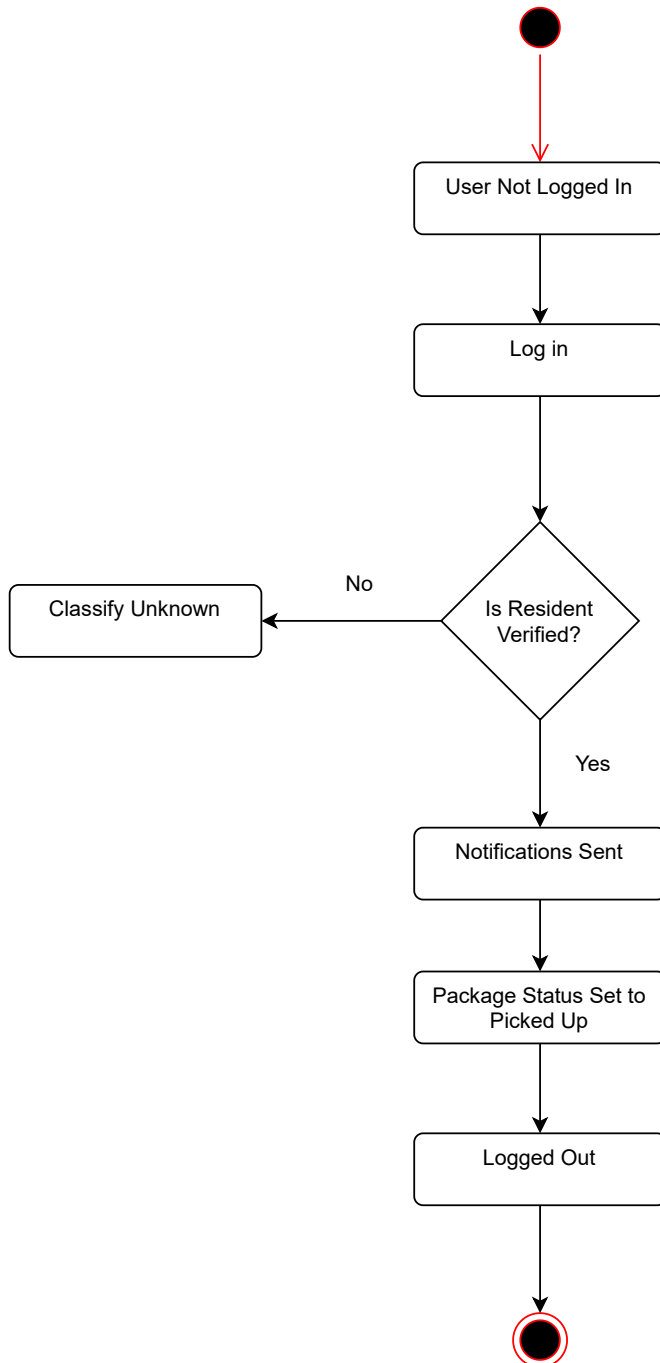 User Not Logged In
Log in
Is Resident
Verified?
No
Classify Unknown
Yes
Notifications Sent
Package Status Set to
Picked Up
Logged Out